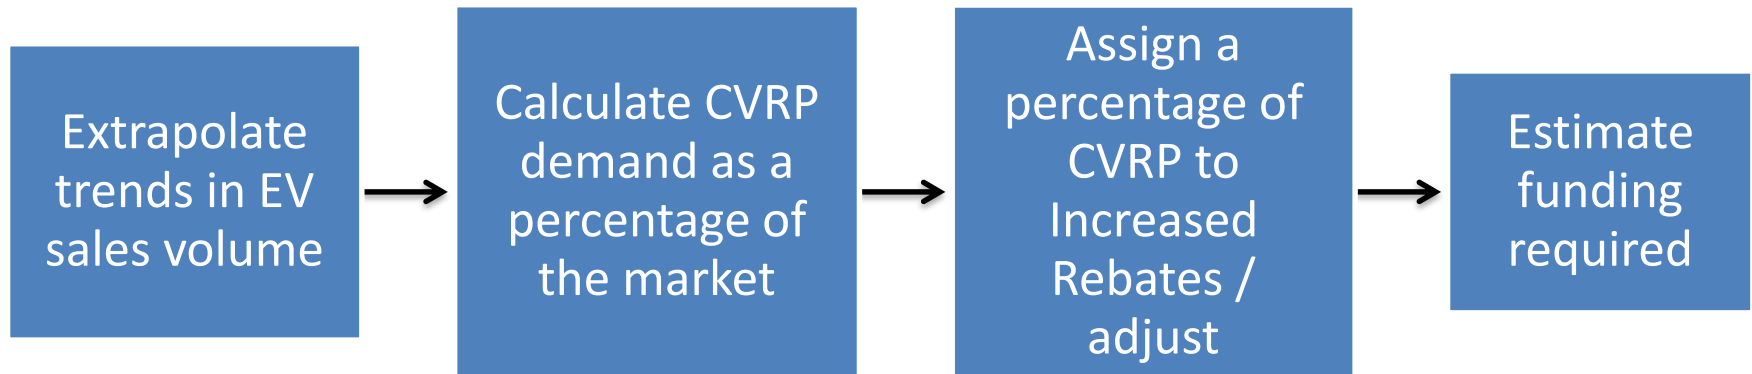 Extrapolate
trends in EV
sales volume
Calculate CVRP
demand as a
percentage of
the market
Assign a
percentage of
CVRP to
Increased
Rebates /
adjust
Estimate
funding
required